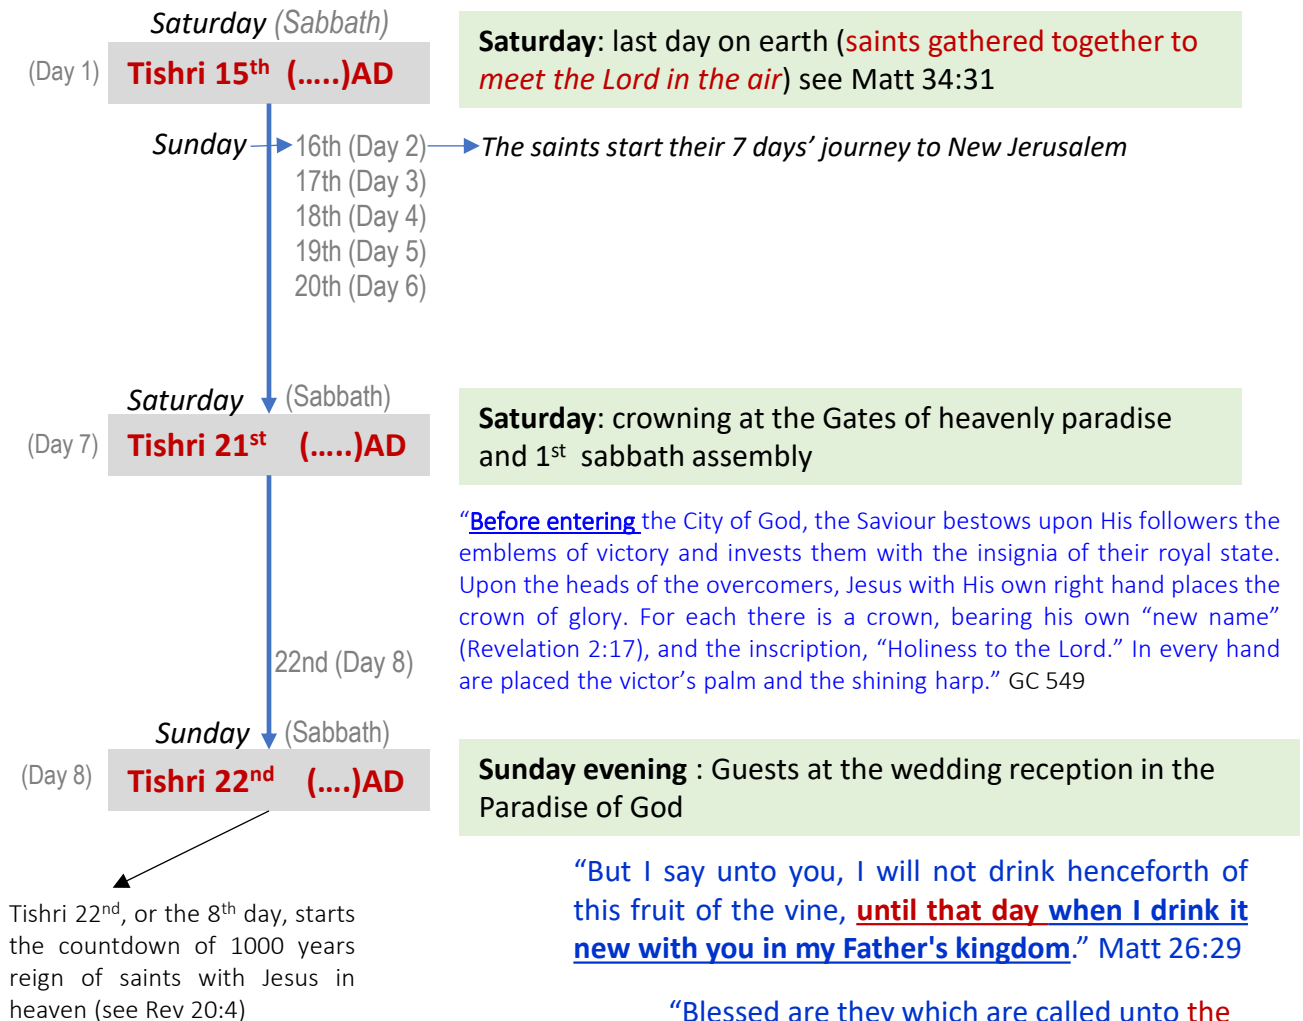 Saturday (Sabbath)
(Day 1) Tishri 15th (.....)AD
Saturday: last day on earth (saints gathered together to
meet the Lord in the air) see Matt 34:31
Sunday 16th (Day 2) The saints start their 7 days’ journey to New Jerusalem
17th (Day 3)
18th (Day 4)
19th (Day 5)
20th (Day 6)
Saturday (Sabbath)
(Day 7) Tishri 21st (.....)AD
Saturday: crowning at the Gates of heavenly paradise
and 1st sabbath assembly
“Before entering the City of God, the Saviour bestows upon His followers the
emblems of victory and invests them with the insignia of their royal state.
Upon the heads of the overcomers, Jesus with His own right hand places the
crown of glory. For each there is a crown, bearing his own “new name”
(Revelation 2:17), and the inscription, “Holiness to the Lord.” In every hand
are placed the victor’s palm and the shining harp.” GC 549
22nd (Day 8)
Sunday (Sabbath)
(Day 8) Tishri 22nd (....)AD
Sunday evening : Guests at the wedding reception in the
Paradise of God
“But I say unto you, I will not drink henceforth of
this fruit of the vine, until that day when I drink it
new with you in my Father's kingdom.” Matt 26:29
Tishri 22nd, or the 8th day, starts
the countdown of 1000 years
reign of saints with Jesus in
heaven (see Rev 20:4)
“Blessed are they which are called unto the